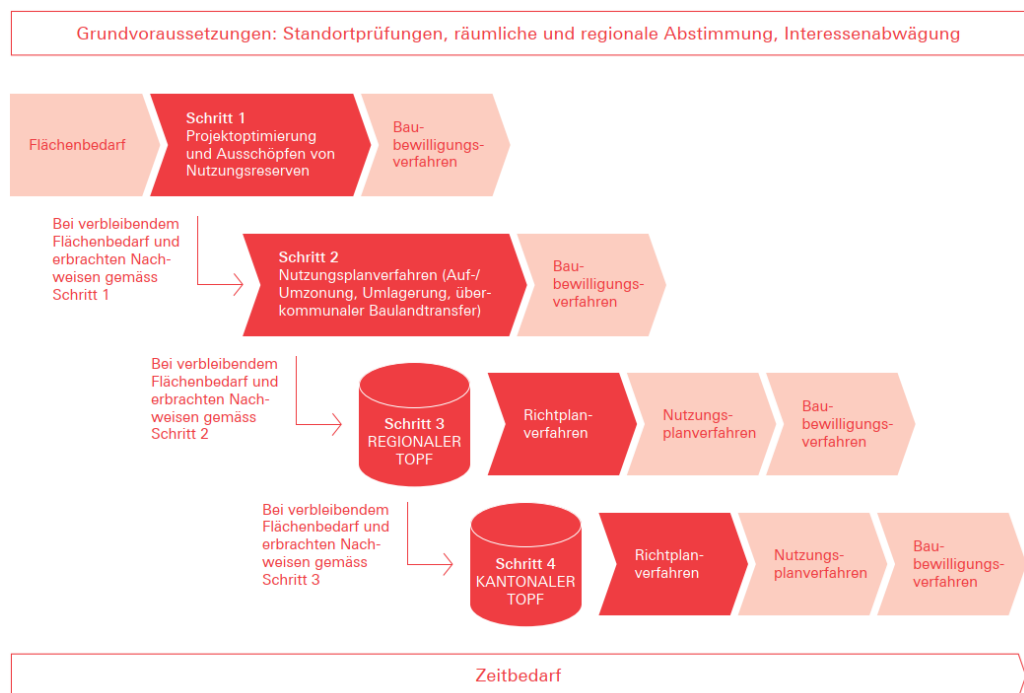 Grundvoraussetzungen: Standortprüfungen, räumliche und regionale Abstimmung, Interessenabwägung
Flächenbedarf
Schritt 1
Projektoptimierung
und Ausschöpfen von
Nutzungsreserven
Bau-
bewilligungs-
verfahren
Bei verbleibendem
Flächenbedarf und
erbrachten Nach-
weisen gemäss
Schritt 1
Schritt 2
Nutzungsplanverfahren (Auf-/
Umzonung, Umlagerung, über-
kommunaler Baulandtransfer)
Bau-
bewilligungs-
verfahren
Bei verbleibendem
Flächenbedarf und
erbrachten Nach-
weisen gemäss
Schritt 2
Schritt 3
REGIONALER
TOPF
Richtplan-
verfahren
Nutzungs-
planverfahren
Bau-
bewilligungs-
verfahren
Bei verbleibendem
Flächenbedarf und
erbrachten Nach-
weisen gemäss
Schritt 3
Schritt 4
KANTONALER
TOPF
Richtplan-
verfahren
Nutzungs-
planverfahren
Bau-
bewilligungs-
verfahren
Zeitbedarf